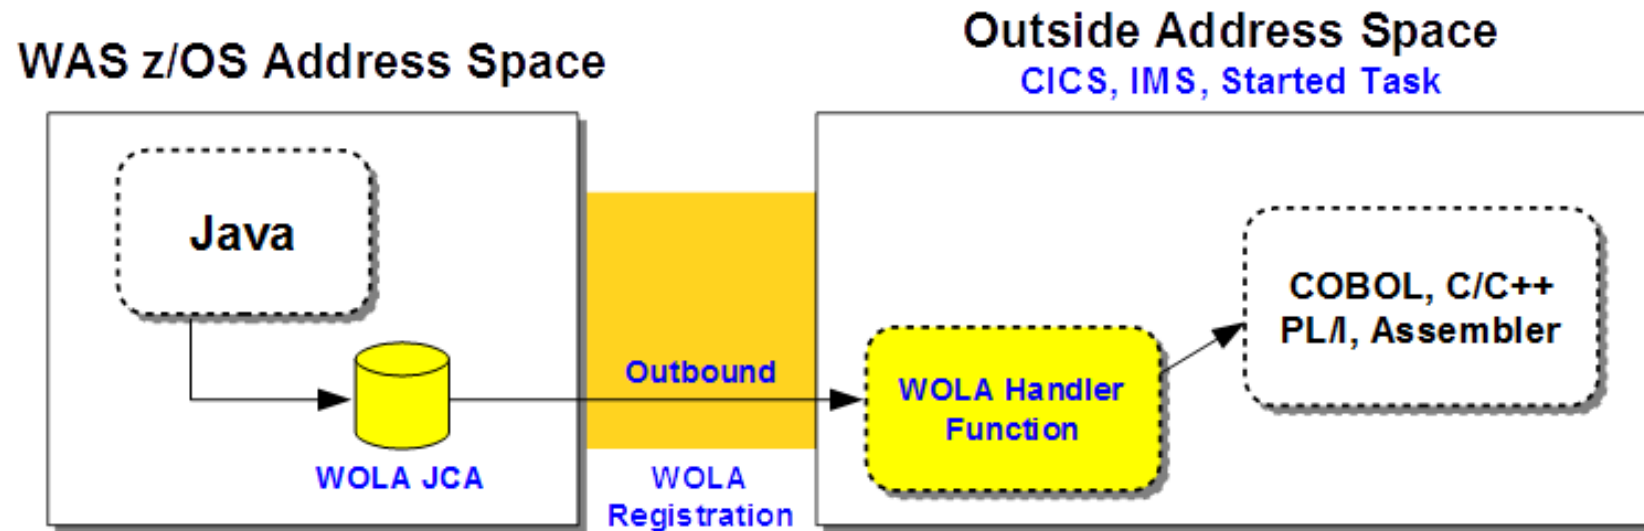 WAS z/OS Address Space
Outside Address Space
CICS, IMS, Started Task
Java
WOLA JCA
Outbound
WOLA
Registration
WOLA Handler
Function
COBOL, C/C++
PL/I, Assembler